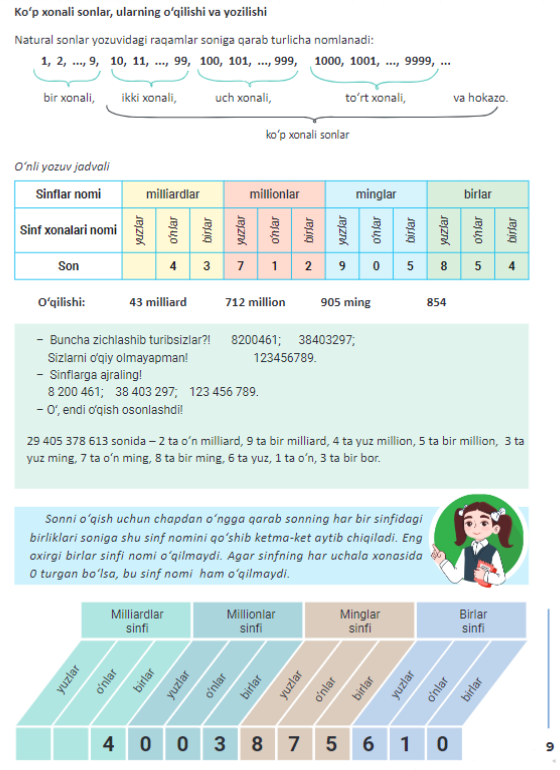 Ko‘p xonali sonlar, ularning o‘qilishi va yozilishi
Natural sonlar yozuvidagi raqamlar soniga qarab turlicha nomlanadi:
1, 2, ..., 9, 10, 11, ..., 99, 100, 101, ..., 999, 1000, 1001, ..., 9999, ...
bir xonali, ikki xonali, uch xonali, to‘rt xonali, va hokazo.
ko‘p xonali sonlar
O‘nli yozuv jadvali
Sinflar nomi milliardlar millionlar minglar birlar
Sinf xonalari nomi yuzlar o‘nlar birlar yuzlar o‘nlar birlar yuzlar o‘nlar birlar yuzlar o‘nlar birlar
Son 4 3 7 1 2 9 0 5 8 5 4
O‘qilishi: 43 milliard 712 million 905 ming 854
– Buncha zichlashib turibsizlar?! 8200461; 38403297;
Sizlarni o‘qiy olmayapman! 123456789.
– Sinflarga ajraling!
8 200 461; 38 403 297; 123 456 789.
– O‘, endi o‘qish osonlashdi!
29 405 378 613 sonida – 2 ta o‘n milliard, 9 ta bir milliard, 4 ta yuz million, 5 ta bir million, 3 ta
yuz ming, 7 ta o‘n ming, 8 ta bir ming, 6 ta yuz, 1 ta o‘n, 3 ta bir bor.
Sonni o‘qish uchun chapdan o‘ngga qarab sonning har bir sinfidagi
birliklari soniga shu sinf nomini qo‘shib ketma-ket aytib chiqiladi. Eng
oxirgi birlar sinfi nomi o‘qilmaydi. Agar sinfning har uchala xonasida
0 turgan bo‘lsa, bu sinf nomi ham o‘qilmaydi.
Milliardlar Millionlar Minglar Birlar
sinfi sinfi sinfi sinfi
yuzlar o‘nlar birlar yuzlar o‘nlar birlar yuzlar o‘nlar birlar yuzlar o‘nlar birlar
4 0 0 3 8 7 5 6 1 0
9